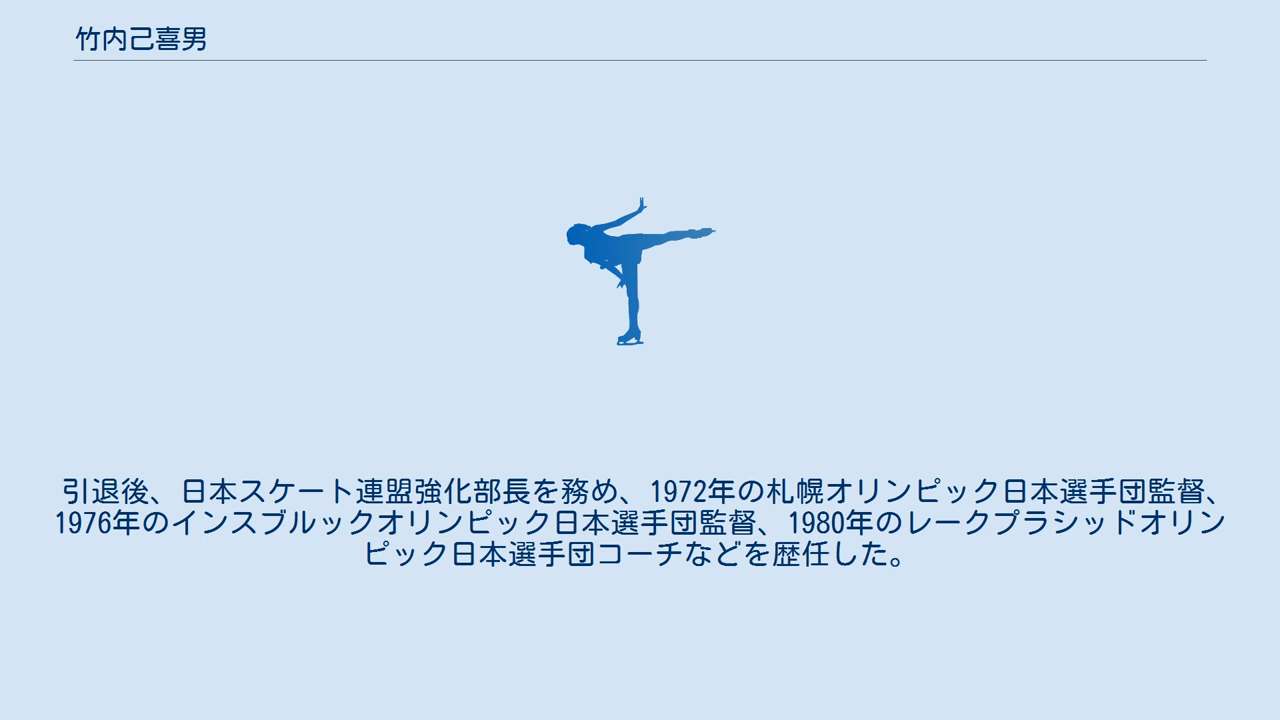 竹内己喜男
引退後、日本スケート連盟強化部長を務め、1972年の札幌オリンピック日本選手団監督、
1976年のインスブルックオリンピック日本選手団監督、1980年のレークプラシッドオリン
ピック日本選手団コーチなどを歴任した。